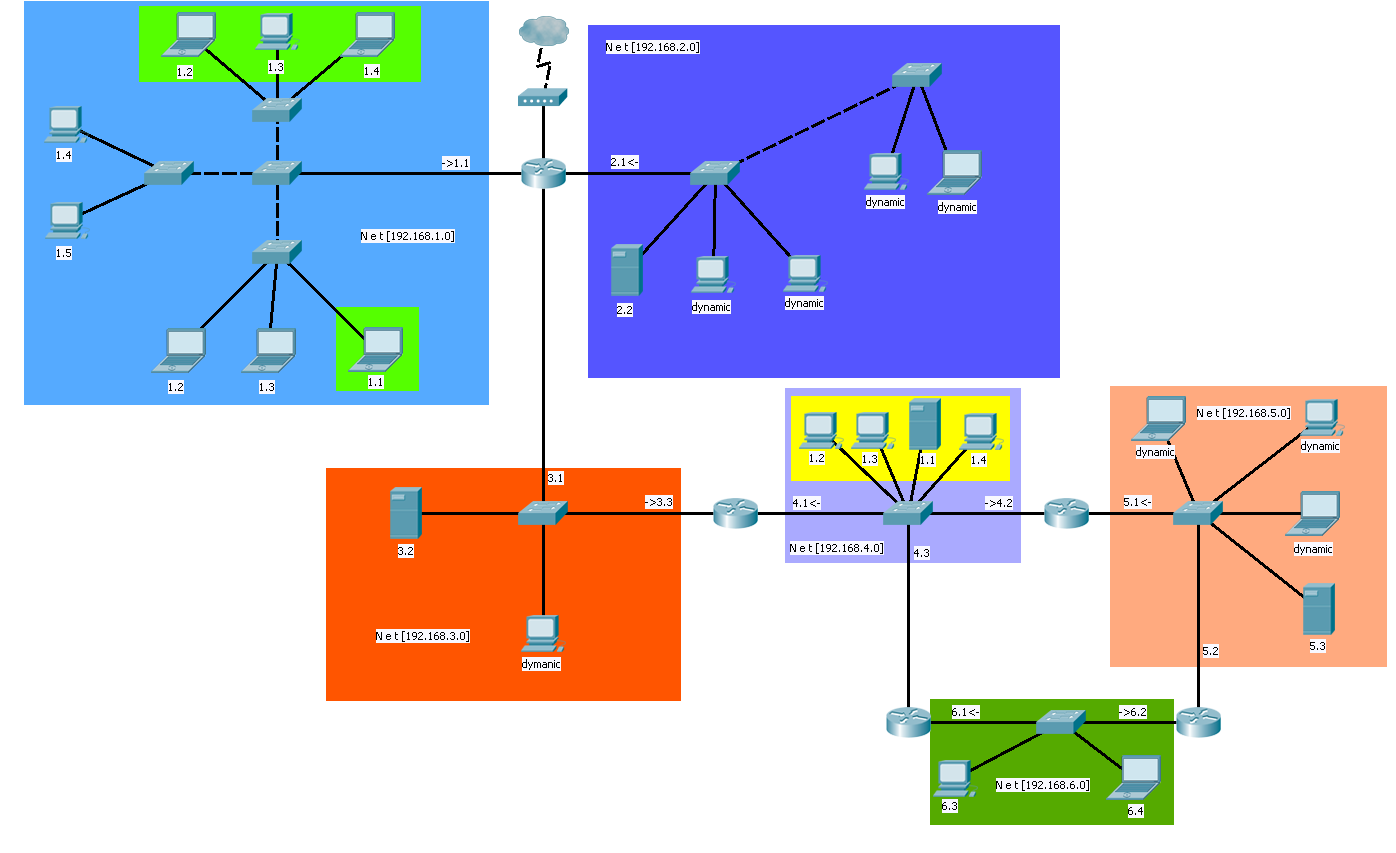 1.2
1.3
1.4
1.4
1.5
->1.1
Net[192.168.1.0]
1.2
1.3
1.1
Net[192.168.2.0]
2.1<-
dynamic
dynamic
2.2
dynamic
dynamic
3.1
3.2
->3.3
Net[192.168.3.0]
dymanic
1.2
1.3
1.1
1.4
4.1<-
->4.2
Net[192.168.4.0]
4.3
Net[192.168.5.0]
dynamic
dynamic
5.1<-
dynamic
5.3
5.2
6.1<-
->6.2
Net[192.168.6.0]
6.3
6.4